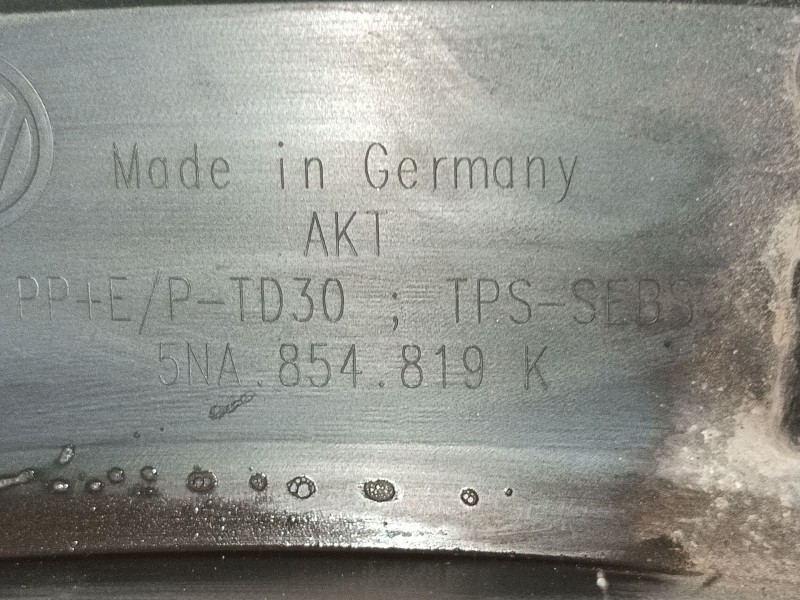 Made in Germany
AKT
PP+E/P-TD30 ; TPS-SEBS
5NA.854.819 K